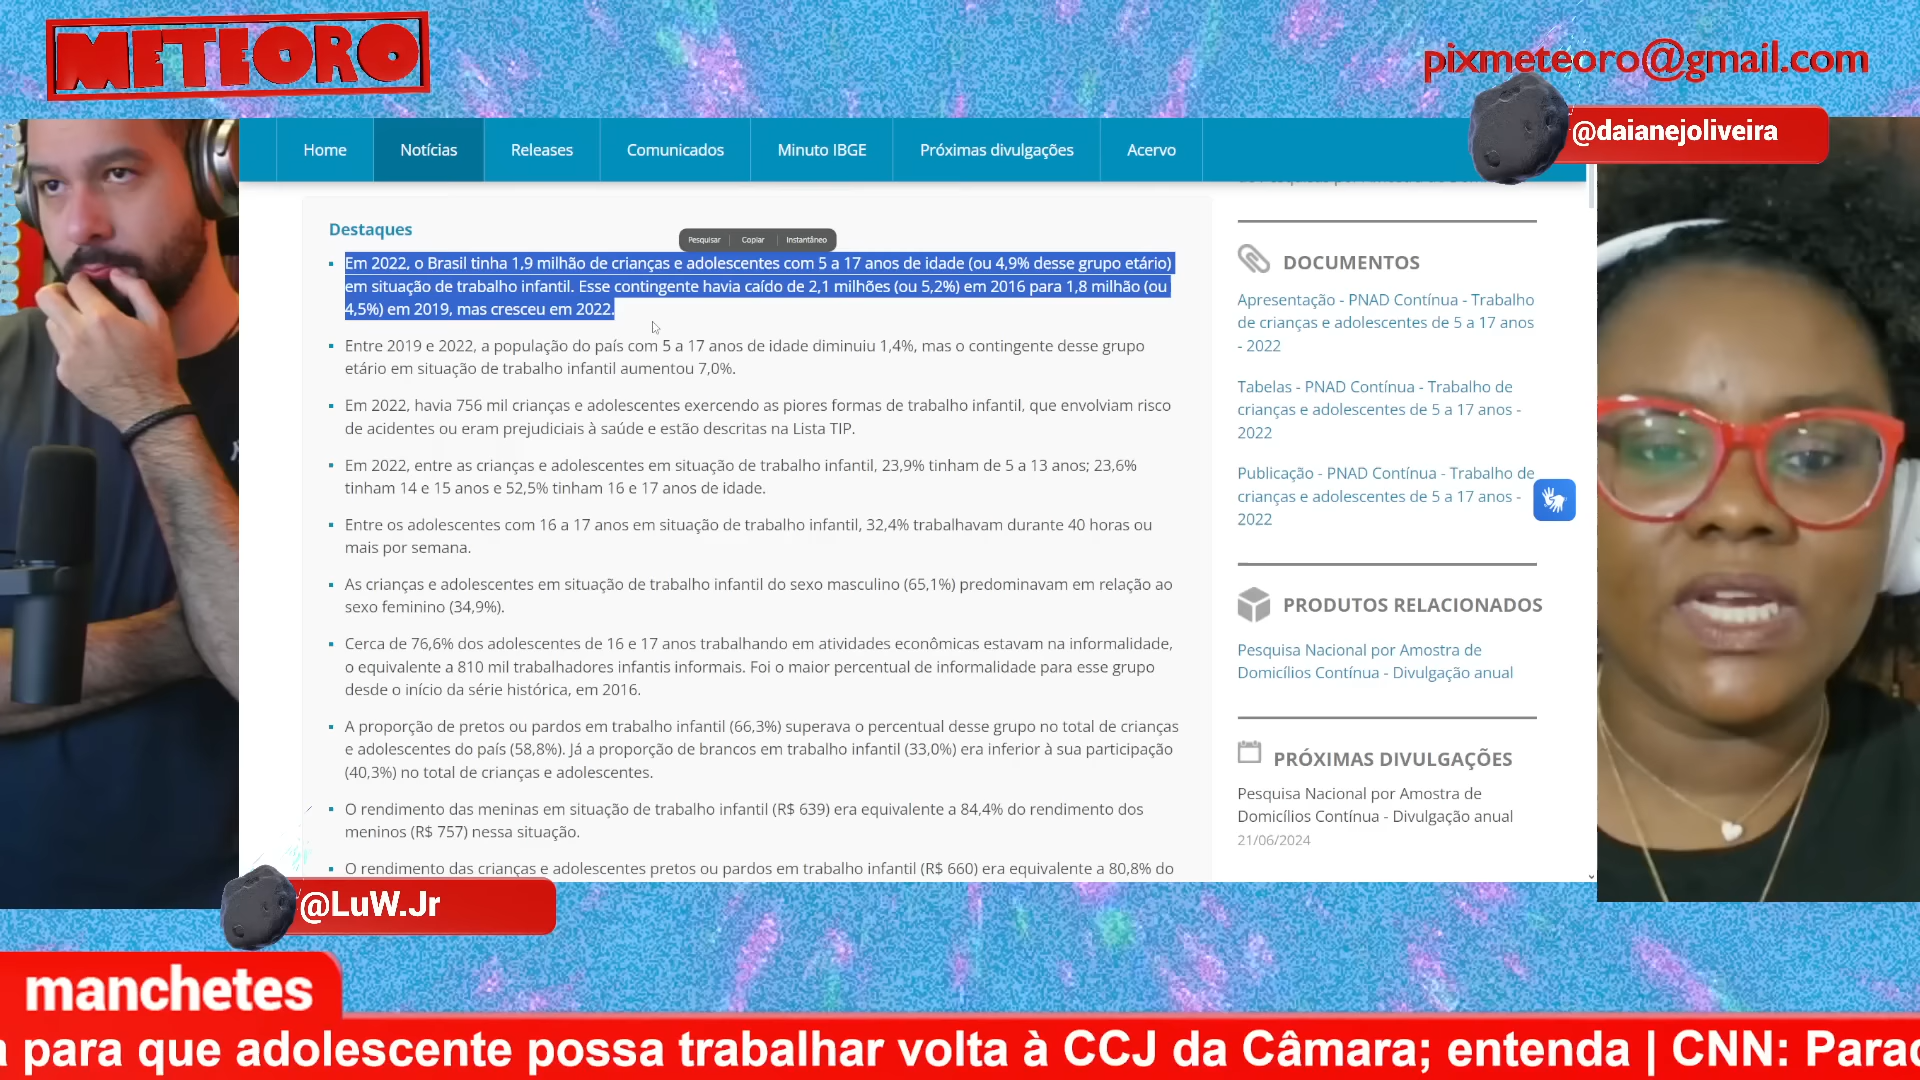 METEORO
pixmeteoro@gmail.com
@daianejoliveira
Home
Notícias
Releases
Comunicados
Minuto IBGE
Próximas divulgações
Acervo
Destaques
Pesquisar
Copiar
Instantâneo
Em 2022, o Brasil tinha 1,9 milhão de crianças e adolescentes com 5 a 17 anos de idade (ou 4,9% desse grupo etário)
em situação de trabalho infantil. Esse contingente havia caído de 2,1 milhões (ou 5,2%) em 2016 para 1,8 milhão (ou
4,5%) em 2019, mas cresceu em 2022.
Entre 2019 e 2022, a população do país com 5 a 17 anos de idade diminuiu 1,4%, mas o contingente desse grupo
etário em situação de trabalho infantil aumentou 7,0%.
Em 2022, havia 756 mil crianças e adolescentes exercendo as piores formas de trabalho infantil, que envolviam risco
de acidentes ou eram prejudiciais à saúde e estão descritas na Lista TIP.
Em 2022, entre as crianças e adolescentes em situação de trabalho infantil, 23,9% tinham de 5 a 13 anos; 23,6%
tinham 14 e 15 anos e 52,5% tinham 16 e 17 anos de idade.
Entre os adolescentes com 16 a 17 anos em situação de trabalho infantil, 32,4% trabalhavam durante 40 horas ou
mais por semana.
As crianças e adolescentes em situação de trabalho infantil do sexo masculino (65,1%) predominavam em relação ao
sexo feminino (34,9%).
Cerca de 76,6% dos adolescentes de 16 e 17 anos trabalhando em atividades econômicas estavam na informalidade,
o equivalente a 810 mil trabalhadores infantis informais. Foi o maior percentual de informalidade para esse grupo
desde o início da série histórica, em 2016.
A proporção de pretos ou pardos em trabalho infantil (66,3%) superava o percentual desse grupo no total de crianças
e adolescentes do país (58,8%). Já a proporção de brancos em trabalho infantil (33,0%) era inferior à sua participação
(40,3%) no total de crianças e adolescentes.
O rendimento das meninas em situação de trabalho infantil (R$ 639) era equivalente a 84,4% do rendimento dos
meninos (R$ 757) nessa situação.
O rendimento das crianças e adolescentes pretos ou pardos em trabalho infantil (R$ 660) era equivalente a 80,8% do
DOCUMENTOS
Apresentação - PNAD Contínua - Trabalho
de crianças e adolescentes de 5 a 17 anos
- 2022
Tabelas - PNAD Contínua - Trabalho de
crianças e adolescentes de 5 a 17 anos -
2022
Publicação - PNAD Contínua - Trabalho de
crianças e adolescentes de 5 a 17 anos -
2022
PRODUTOS RELACIONADOS
Pesquisa Nacional por Amostra de
Domicílios Contínua - Divulgação anual
PRÓXIMAS DIVULGAÇÕES
Pesquisa Nacional por Amostra de
Domicílios Contínua - Divulgação anual
21/06/2024
@LuW.Jr
manchetes
a para que adolescente possa trabalhar volta à CCJ da Câmara; entenda | CNN: Parad